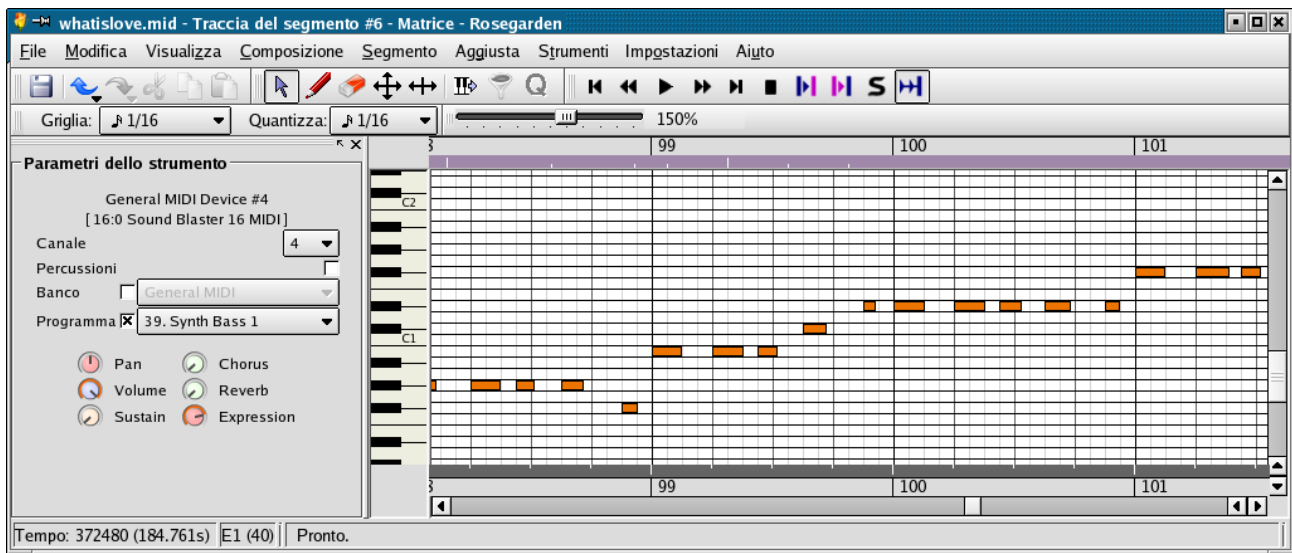 whatislove.mid - Traccia del segmento #6 - Matrice - Rosegarden
File Modifica Visualizza Composizione Segmento Aggiusta Strumenti Impostazioni Aiuto
Q S
Griglia: 1/16 Quantizza: 1/16 150%
99 100 101
Parametri dello strumento
General MIDI Device #4
[16:0 Sound Blaster 16 MIDI]
Canale 4
Percussioni
Banco General MIDI
Programma 39. Synth Bass 1
Pan Chorus
Volume Reverb
Sustain Expression
C2
C1
99 100 101
Tempo: 372480 (184.761s) E1 (40) Pronto.